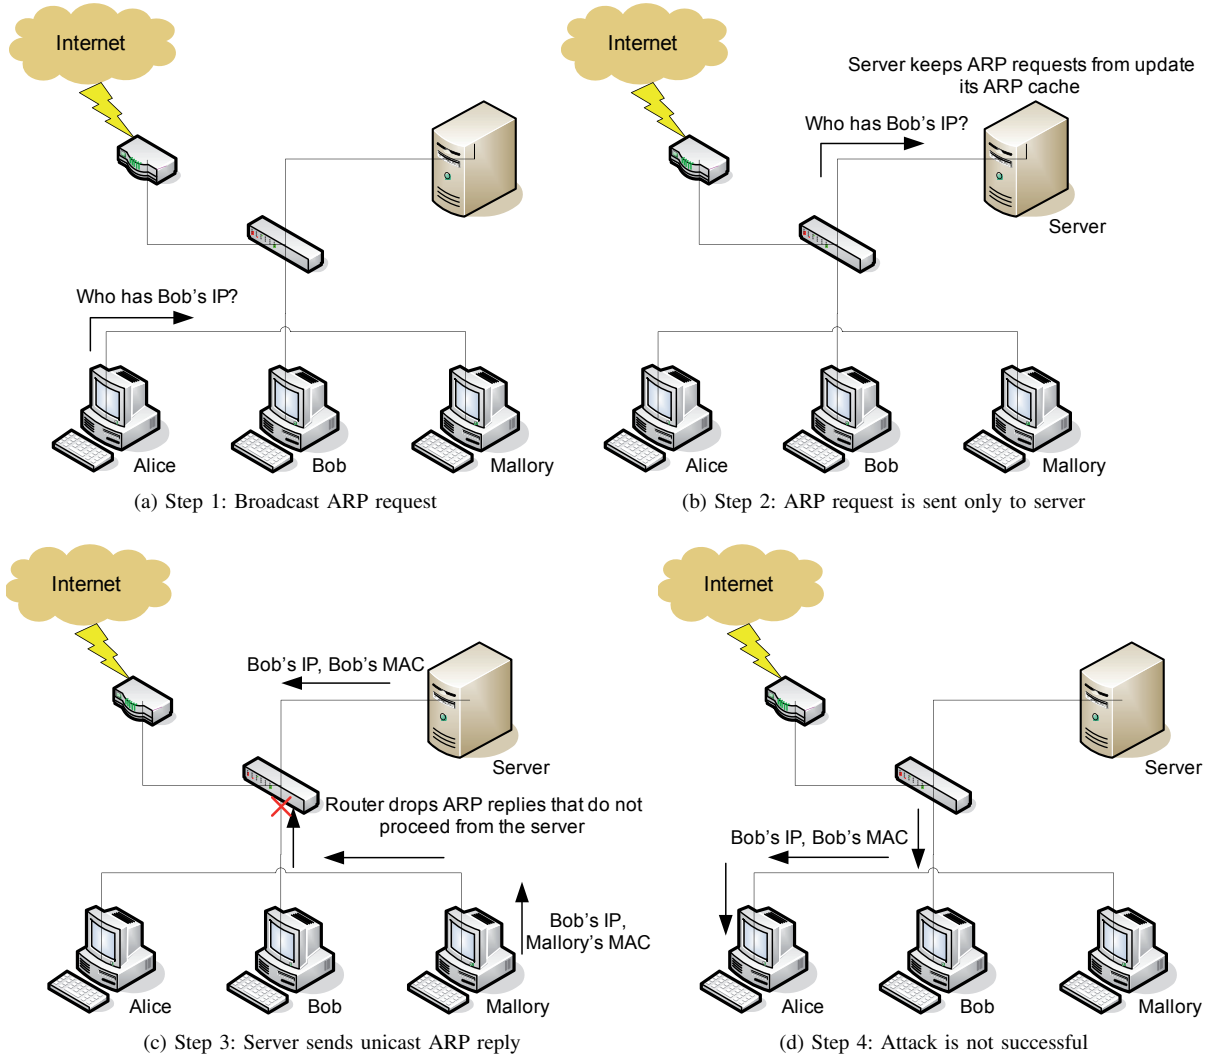 Internet
Who has Bob's IP?
Alice
Bob
Mallory
(a) Step 1: Broadcast ARP request
Internet
Server keeps ARP requests from update
its ARP cache
Who has Bob's IP?
Server
Alice
Bob
Mallory
(b) Step 2: ARP request is sent only to server
Internet
Bob's IP, Bob's MAC
Server
Router drops ARP replies that do not
proceed from the server
Bob's IP,
Mallory's MAC
Alice
Bob
Mallory
(c) Step 3: Server sends unicast ARP reply
Internet
Server
Bob's IP, Bob's MAC
Alice
Bob
Mallory
(d) Step 4: Attack is not successful